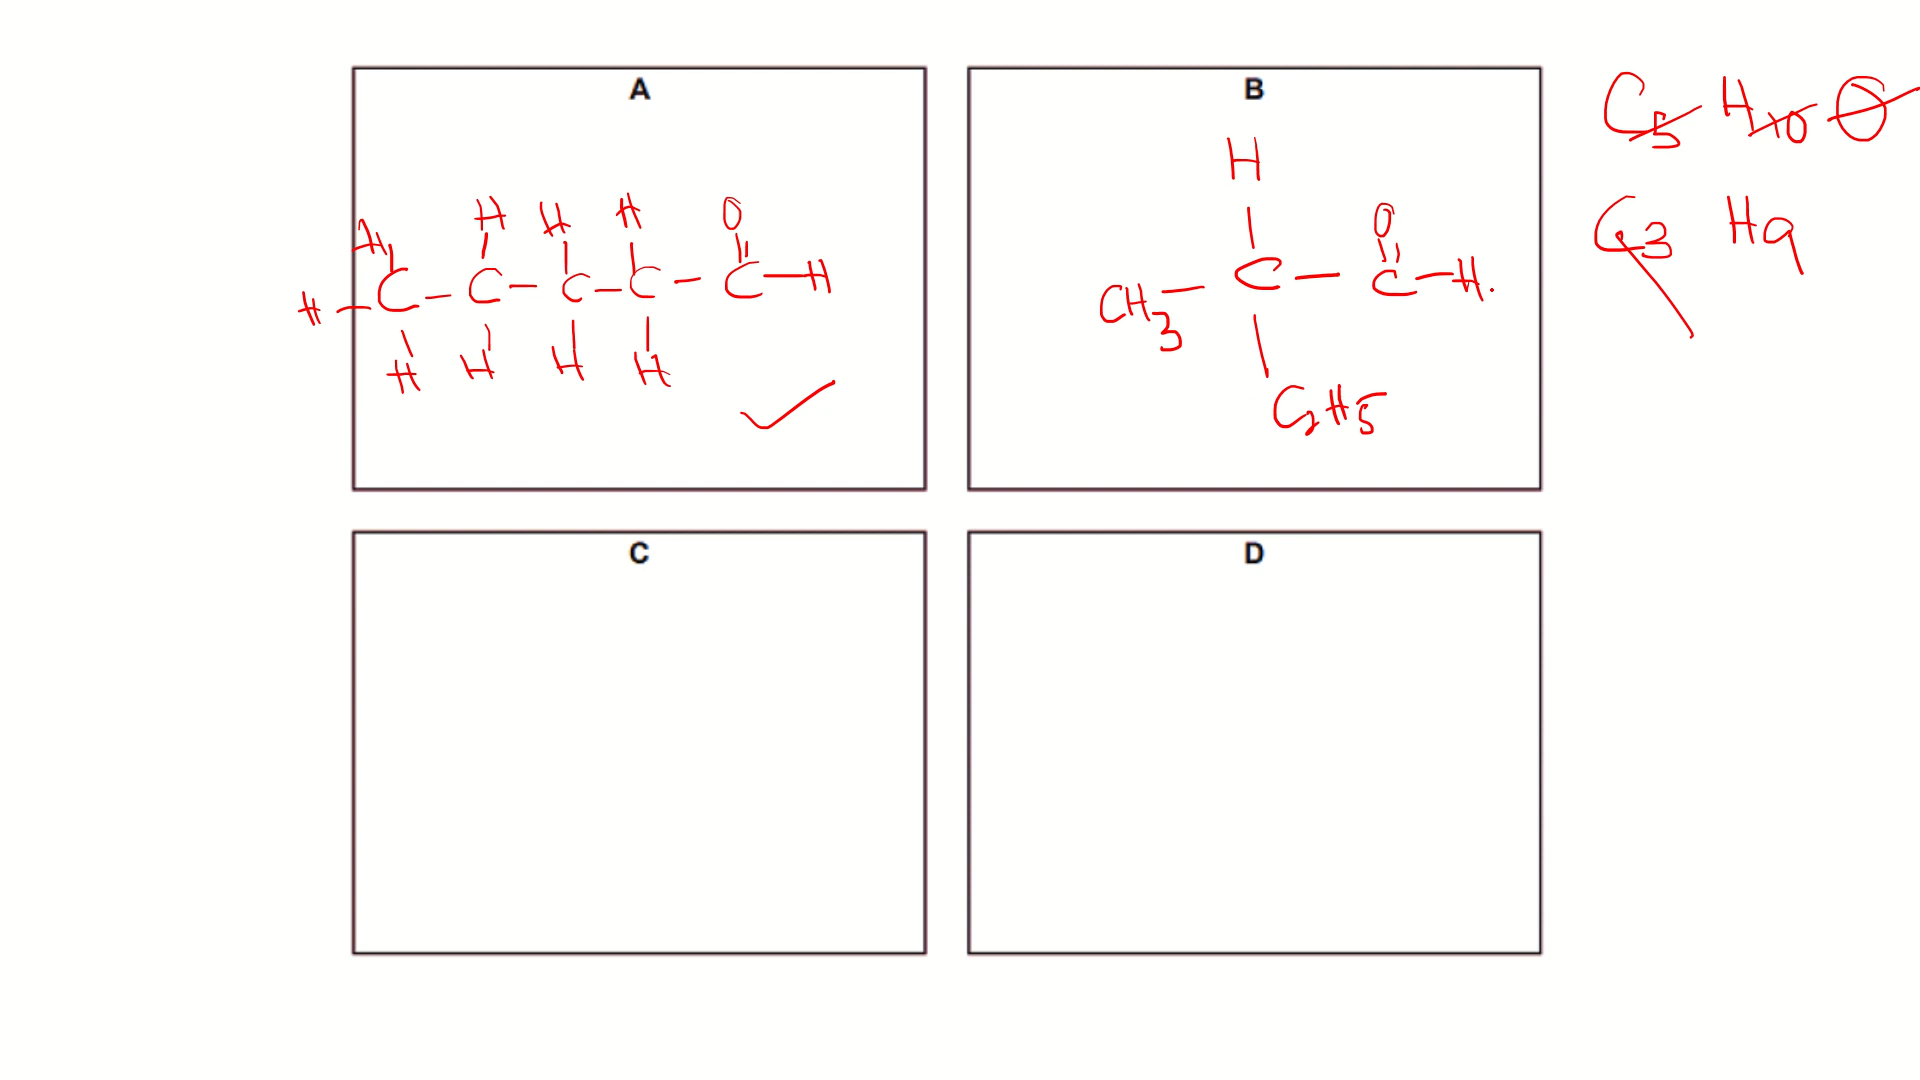 A
H H H H O
H - C - C - C - C - C - H
H H H H
B
H
O
CH3 - C - C - H.
C2H5
C5 H10 O
C3 H9
C
D